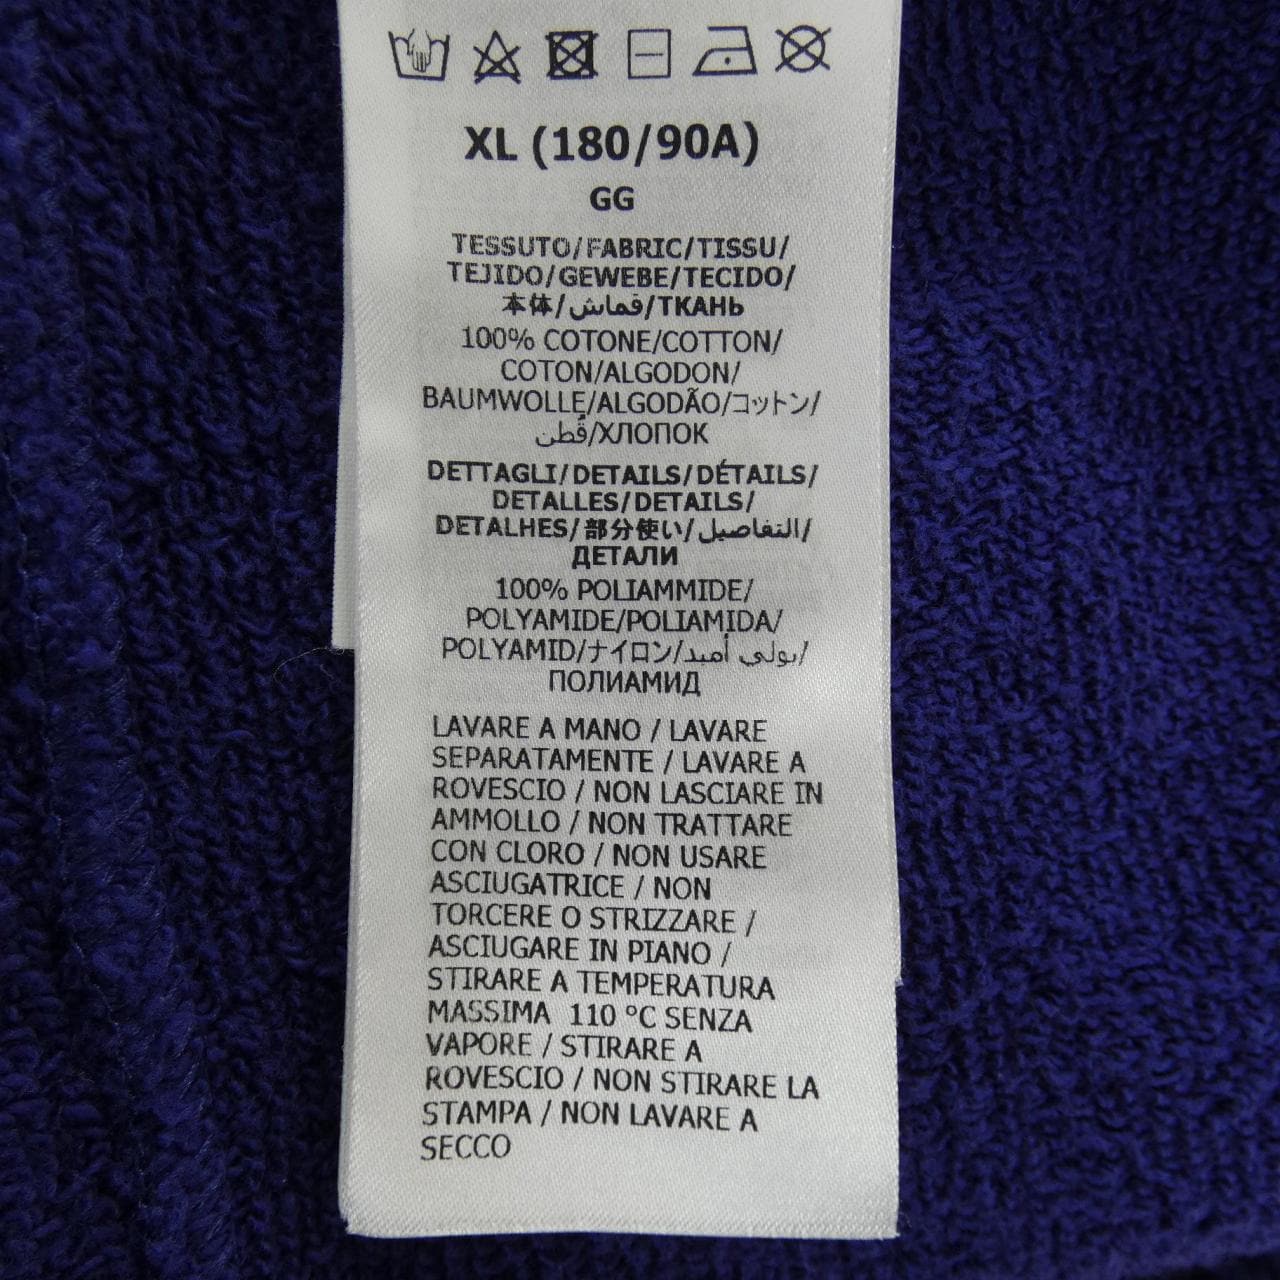 XL (180/90A)
GG
TESSUTO/FABRIC/TISSU/
TEJIDO/GEWEBE/TECIDO/
本体/قماش/ТКАНЬ
100% COTONE/COTTON/
COTON/ALGODON/
BAUMWOLLE/ALGODÃO/コットン/
قُطن/ХЛОПОК
DETTAGLI/DETAILS/DÉTAILS/
DETALLES/DETAILS/
DETALHES/部分使い/التفاصيل/
ДЕТАЛИ
100% POLIAMMIDE/
POLYAMIDE/POLIAMIDA/
POLYAMID/ナイロン/بولي أميد/
ПОЛИАМИД
LAVARE A MANO / LAVARE
SEPARATAMENTE / LAVARE A
ROVESCIO / NON LASCIARE IN
AMMOLLO / NON TRATTARE
CON CLORO / NON USARE
ASCIUGATRICE / NON
TORCERE O STRIZZARE /
ASCIUGARE IN PIANO /
STIRARE A TEMPERATURA
MASSIMA 110 °C SENZA
VAPORE / STIRARE A
ROVESCIO / NON STIRARE LA
STAMPA / NON LAVARE A
SECCO